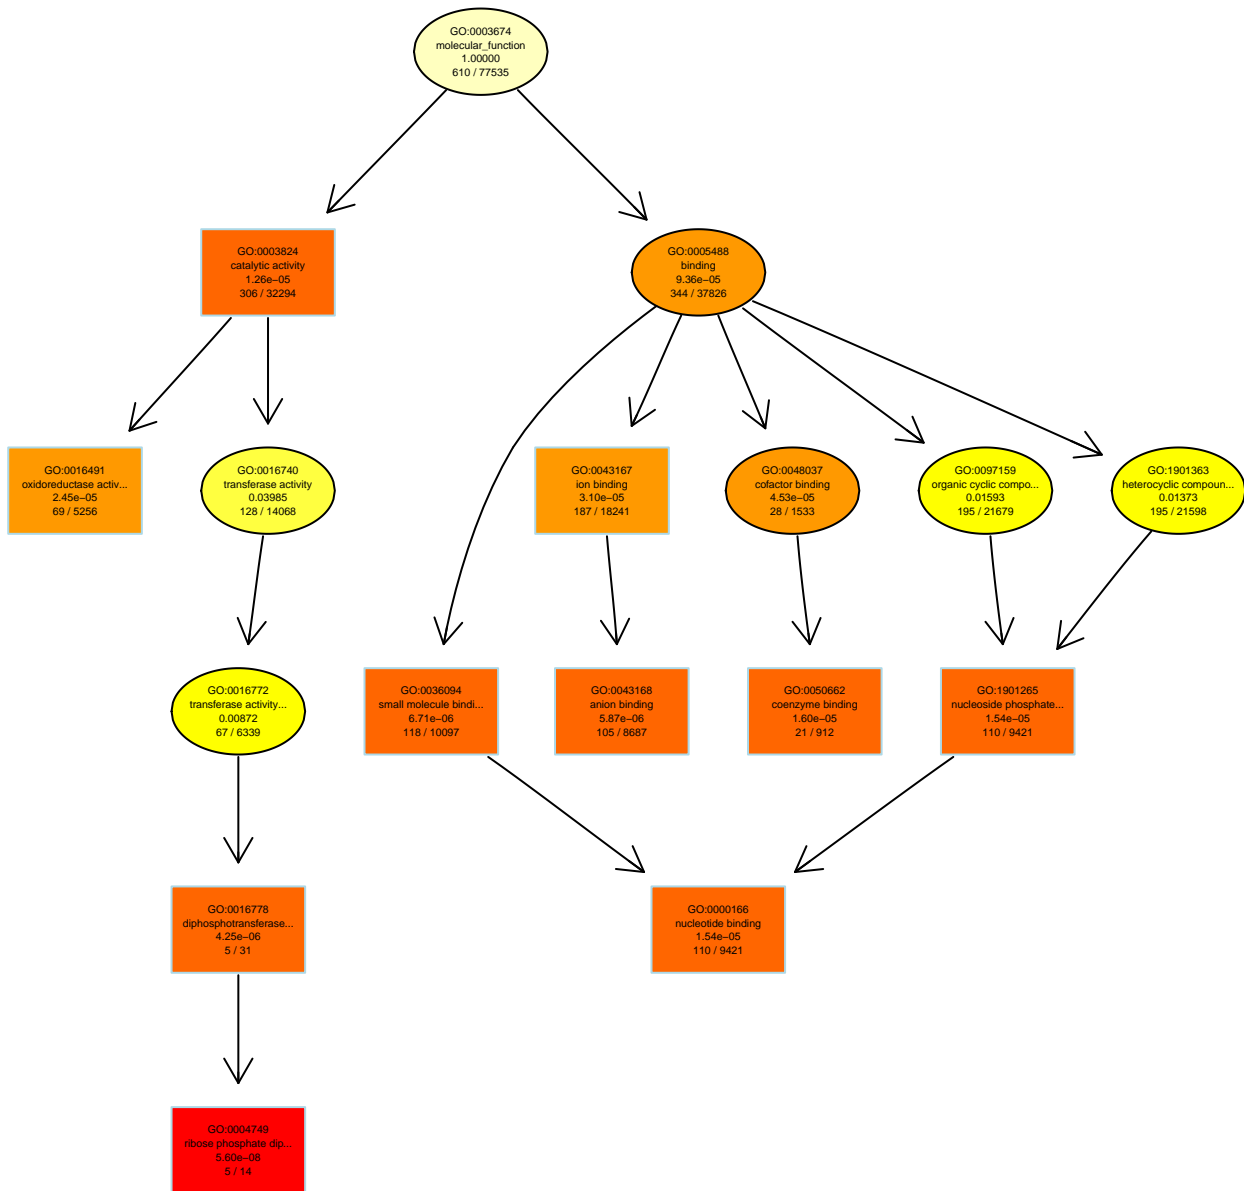 GO:0003674
molecular_function
1.00000
610 / 77535
GO:0003824
catalytic activity
1.26e−05
306 / 32294
GO:0005488
binding
9.36e−05
344 / 37826
GO:0016491
oxidoreductase activ...
2.45e−05
69 / 5256
GO:0016740
transferase activity
0.03985
128 / 14068
GO:0043167
ion binding
3.10e−05
187 / 18241
GO:0048037
cofactor binding
4.53e−05
28 / 1533
GO:0097159
organic cyclic compo...
0.01593
195 / 21679
GO:1901363
heterocyclic compoun...
0.01373
195 / 21598
GO:0016772
transferase activity...
0.00872
67 / 6339
GO:0036094
small molecule bindi...
6.71e−06
118 / 10097
GO:0043168
anion binding
5.87e−06
105 / 8687
GO:0050662
coenzyme binding
1.60e−05
21 / 912
GO:1901265
nucleoside phosphate...
1.54e−05
110 / 9421
GO:0016778
diphosphotransferase...
4.25e−06
5 / 31
GO:0000166
nucleotide binding
1.54e−05
110 / 9421
GO:0004749
ribose phosphate dip...
5.60e−08
5 / 14